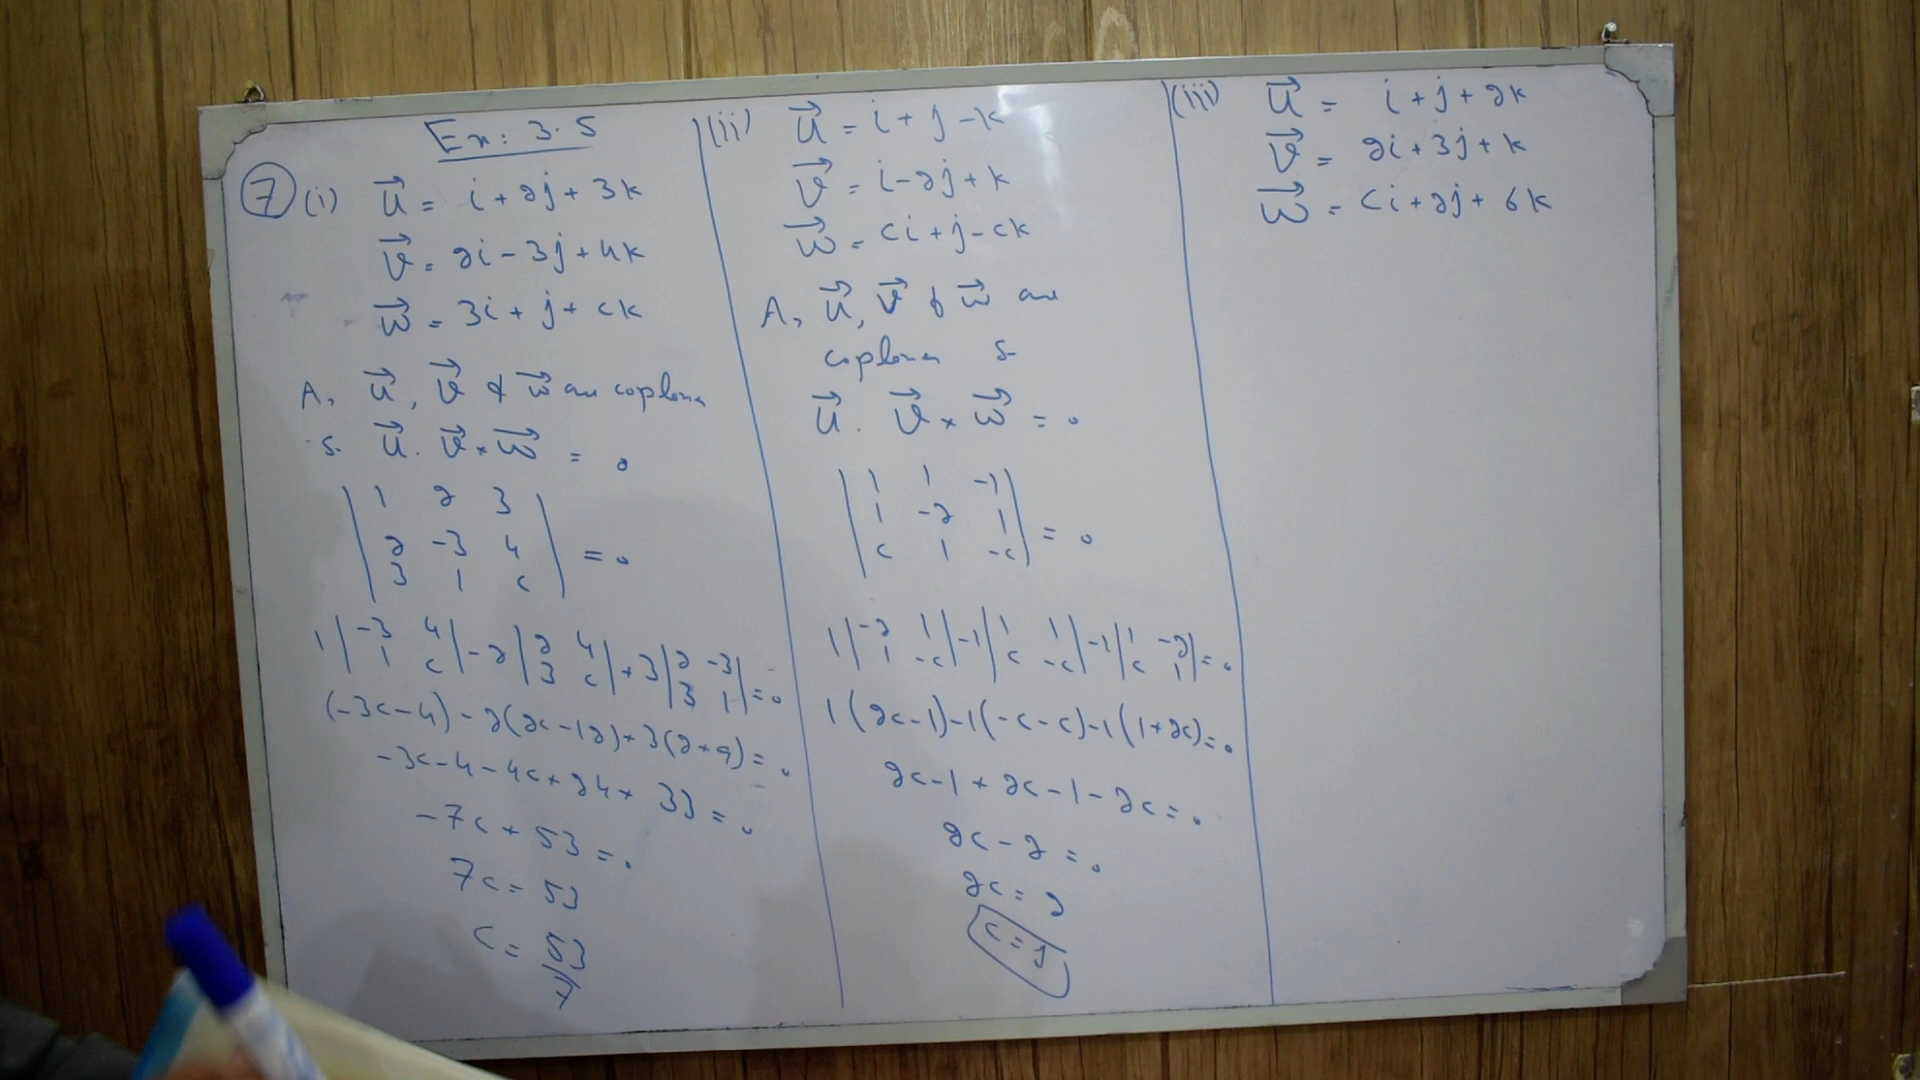 Ex: 3.5
7 (i) u⃗ = i + 2j + 3k
v⃗ = 2i - 3j + 4k
w⃗ = 3i + j + ck
As u⃗, v⃗ & w⃗ are coplanar
so u⃗ . v⃗ × w⃗ = 0
| 1 2 3 |
| 2 -3 4 | = 0
| 3 1 c |
1 |-3 4; 1 c| - 2 |2 4; 3 c| + 3 |2 -3; 3 1| = 0
(-3c-4) - 2(2c-12) + 3(2+9) = 0
-3c-4-4c+24+33 = 0
-7c + 53 = 0
7c = 53
c = 53/7
(ii) u⃗ = i + j - k
v⃗ = i - 2j + k
w⃗ = ci + j - ck
As u⃗, v⃗ & w⃗ are
coplanar so
u⃗ . v⃗ × w⃗ = 0
| 1 1 -1 |
| 1 -2 1 | = 0
| c 1 -c |
1 |-2 1; 1 -c| -1 |1 1; c -c| -1 |1 -2; c 1| = 0
1(2c-1)-1(-c-c)-1(1+2c) = 0
2c-1+2c-1-2c = 0
2c-2 = 0
2c = 2
c = 1
(iii) u⃗ = i + j + 2k
v⃗ = 2i + 3j + k
w⃗ = ci + 2j + 6k